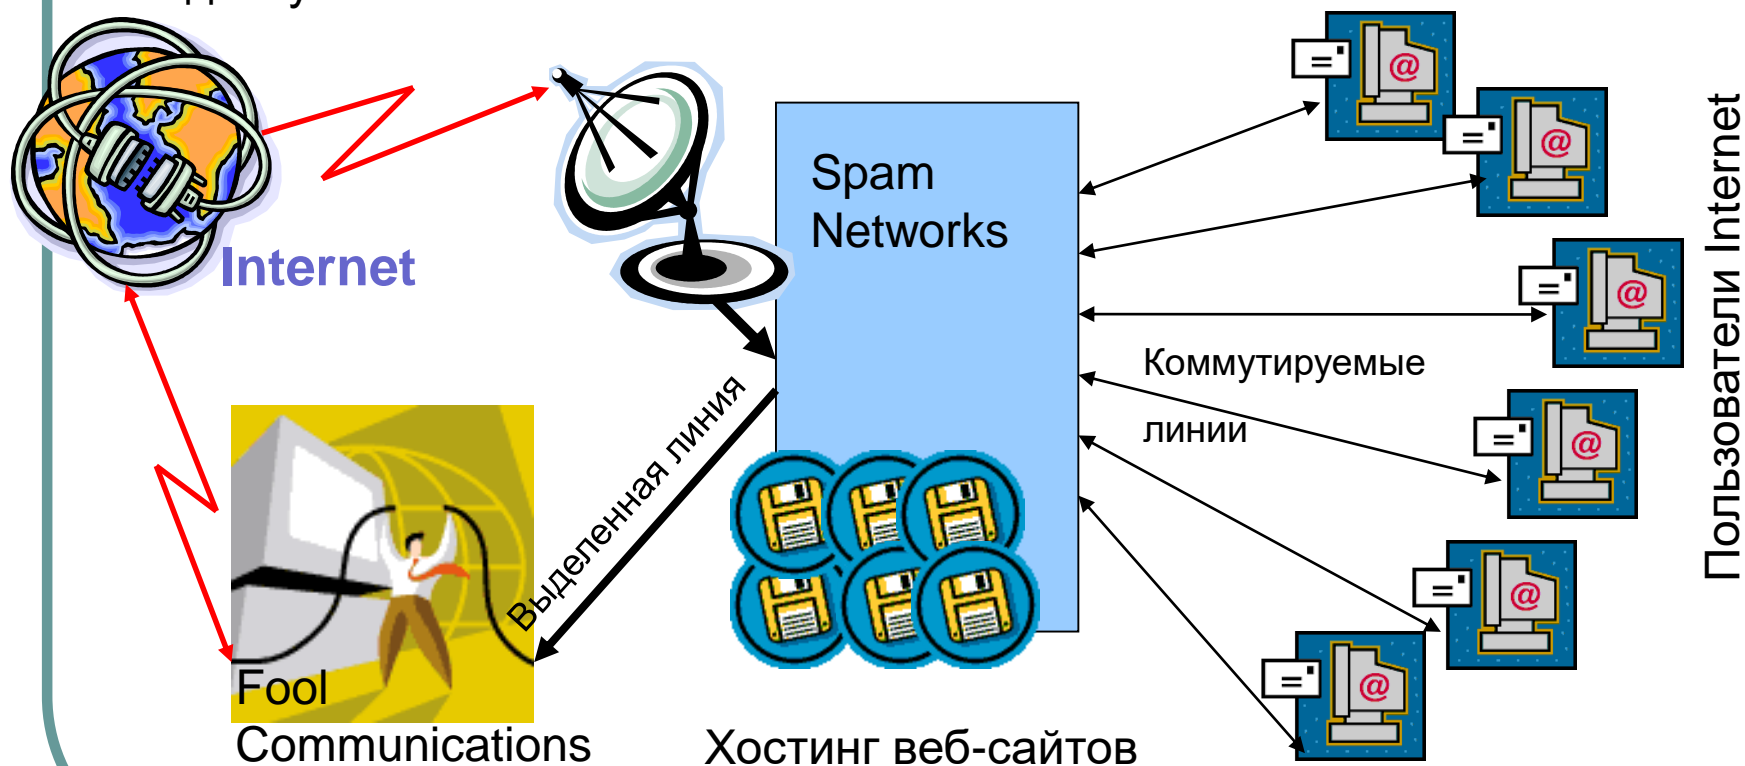 Internet
Spam
Networks
Коммутируемые
линии
Выделенная линия
Fool
Communications
Хостинг веб-сайтов
Пользователи Internet
@
@
@
@
@
@